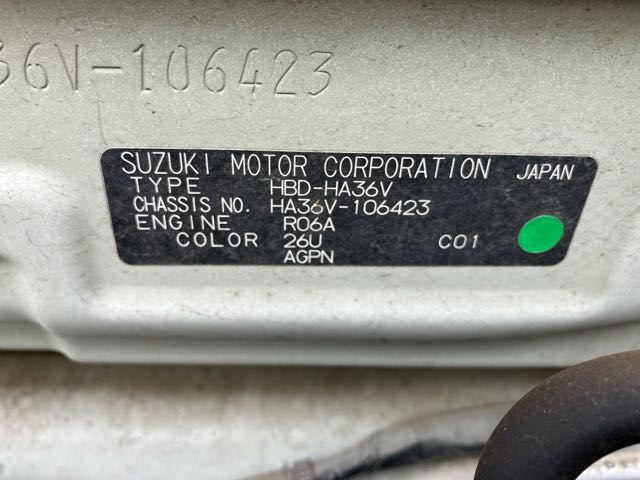 36V-106423
SUZUKI MOTOR CORPORATION JAPAN
TYPE HBD-HA36V
CHASSIS NO. HA36V-106423
ENGINE R06A
COLOR 26U C01
AGPN